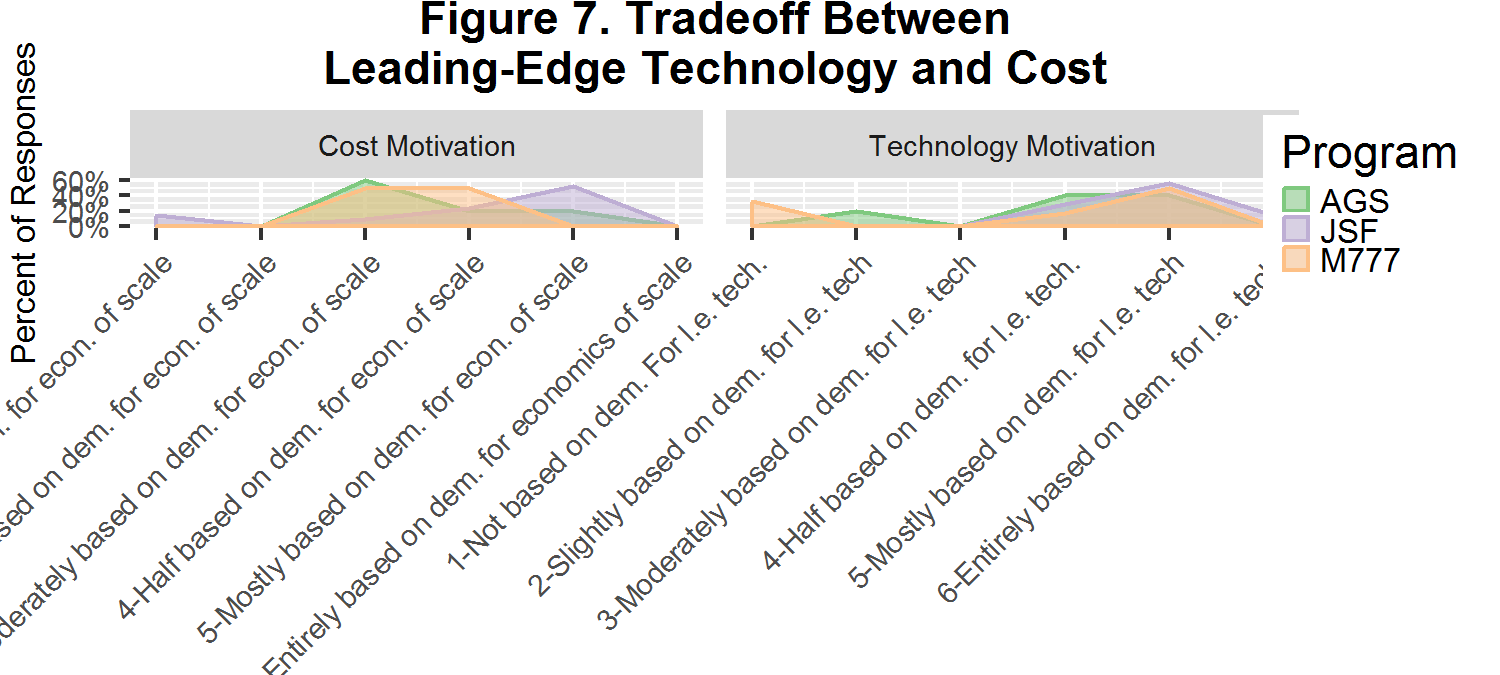 Figure 7. Tradeoff Between
Leading-Edge Technology and Cost
Percent of Responses
Cost Motivation
Technology Motivation
60%
40%
20%
0%
for econ. of scale
based on dem. for econ. of scale
based on dem. for econ. of scale
4-Half based on dem. for econ. of scale
5-Mostly based on dem. for econ. of scale
Entirely based on dem. for economics of scale
1-Not based on dem. For l.e. tech.
2-Slightly based on dem. for l.e. tech
3-Moderately based on dem. for l.e. tech
4-Half based on dem. for l.e. tech.
5-Mostly based on dem. for l.e. tech
6-Entirely based on dem. for l.e.
Program
AGS
JSF
M777